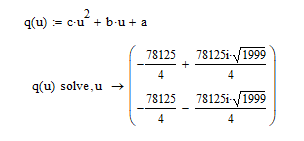 q(u) := c·u² + b·u + a
q(u) solve,u → 
-78125/4 + 78125i·√1999/4
-78125/4 - 78125i·√1999/4